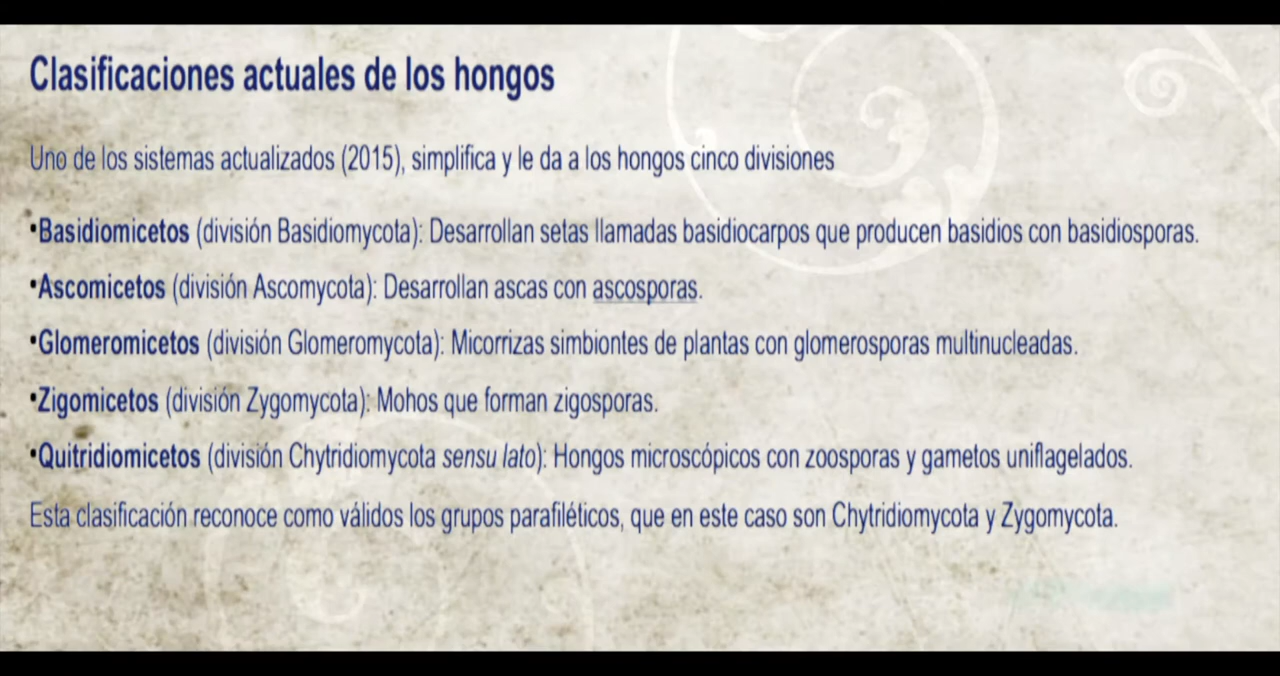 Clasificaciones actuales de los hongos
Uno de los sistemas actualizados (2015), simplifica y le da a los hongos cinco divisiones
•Basidiomicetos (división Basidiomycota): Desarrollan setas llamadas basidiocarpos que producen basidios con basidiosporas.
•Ascomicetos (división Ascomycota): Desarrollan ascas con ascosporas.
•Glomeromicetos (división Glomeromycota): Micorrizas simbiontes de plantas con glomerosporas multinucleadas.
•Zigomicetos (división Zygomycota): Mohos que forman zigosporas.
•Quitridiomicetos (división Chytridiomycota sensu lato): Hongos microscópicos con zoosporas y gametos uniflagelados.
Esta clasificación reconoce como válidos los grupos parafiléticos, que en este caso son Chytridiomycota y Zygomycota.